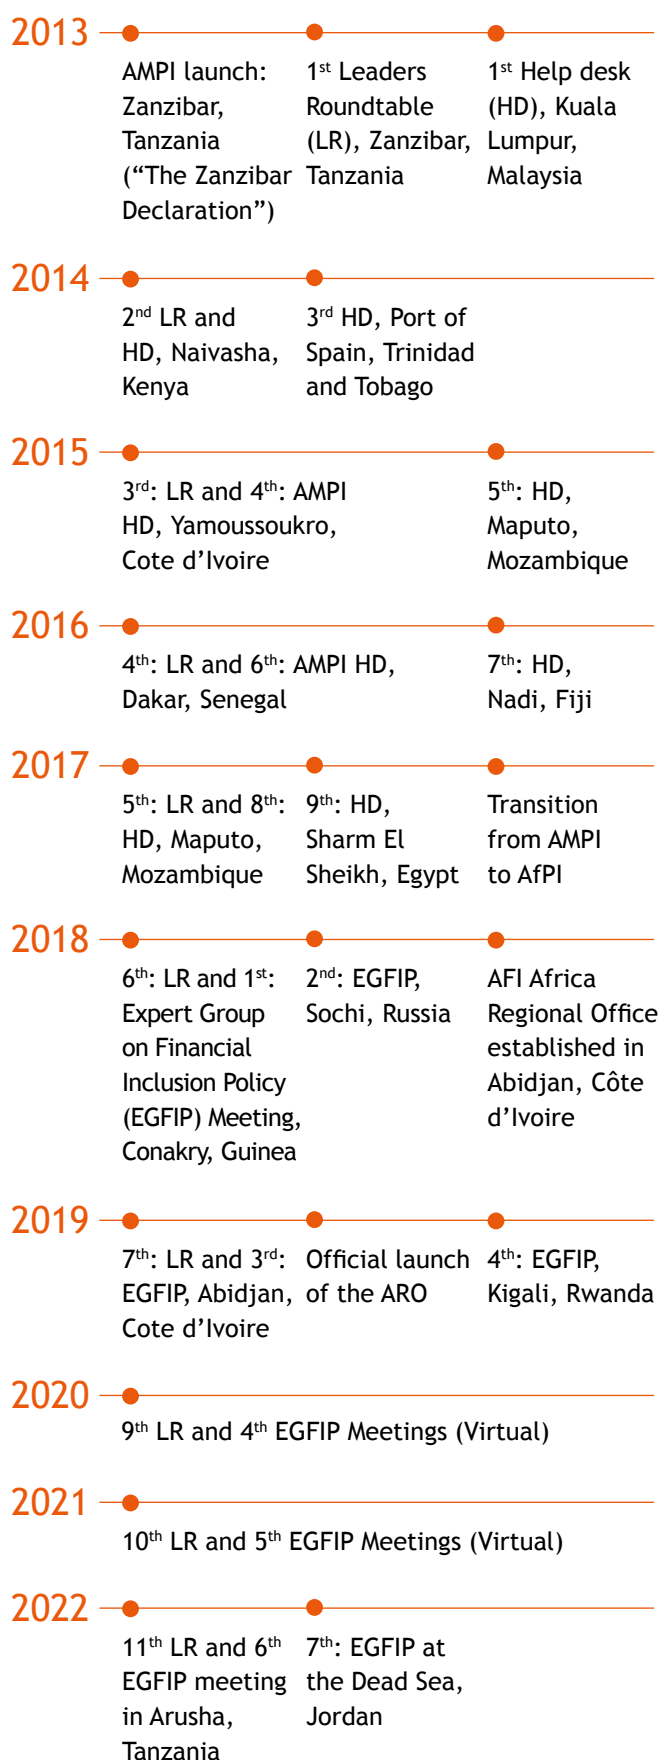 2013
AMPI launch:
Zanzibar,
Tanzania
(“The Zanzibar
Declaration”)
1st Leaders
Roundtable
(LR), Zanzibar,
Tanzania
1st Help desk
(HD), Kuala
Lumpur,
Malaysia
2014
2nd LR and
HD, Naivasha,
Kenya
3rd HD, Port of
Spain, Trinidad
and Tobago
2015
3rd: LR and 4th: AMPI
HD, Yamoussoukro,
Cote d’Ivoire
5th: HD,
Maputo,
Mozambique
2016
4th: LR and 6th: AMPI HD,
Dakar, Senegal
7th: HD,
Nadi, Fiji
2017
5th: LR and 8th:
HD, Maputo,
Mozambique
9th: HD,
Sharm El
Sheikh, Egypt
Transition
from AMPI
to AfPI
2018
6th: LR and 1st:
Expert Group
on Financial
Inclusion Policy
(EGFIP) Meeting,
Conakry, Guinea
2nd: EGFIP,
Sochi, Russia
AFI Africa
Regional Office
established in
Abidjan, Côte
d’Ivoire
2019
7th: LR and 3rd:
EGFIP, Abidjan,
Cote d’Ivoire
Official launch
of the ARO
4th: EGFIP,
Kigali, Rwanda
2020
9th LR and 4th EGFIP Meetings (Virtual)
2021
10th LR and 5th EGFIP Meetings (Virtual)
2022
11th LR and 6th
EGFIP meeting
in Arusha,
Tanzania
7th: EGFIP at
the Dead Sea,
Jordan